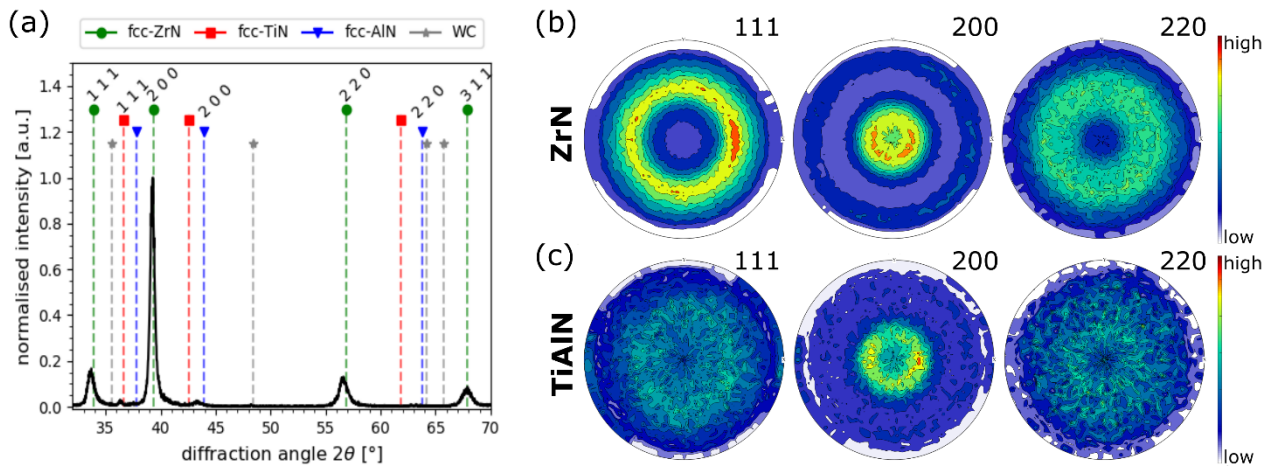 (a)
fcc-ZrN
fcc-TiN
fcc-AlN
WC
normalised intensity [a.u.]
1.4
1.2
1.0
0.8
0.6
0.4
0.2
0.0
1 1 1
1 1 1
2 0 0
2 0 0
2 2 0
2 2 0
3 1 1
35
40
45
50
55
60
65
70
diffraction angle 2θ [°]
(b)
111
200
220
high
low
ZrN
(c)
111
200
220
high
low
TiAlN